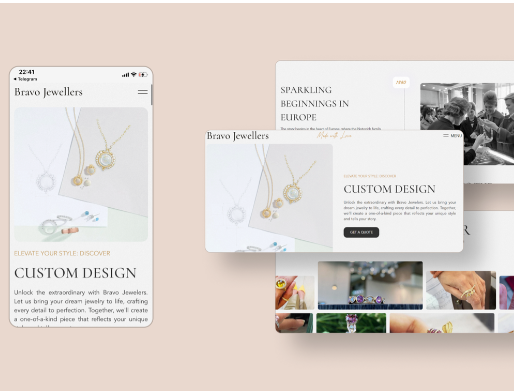 22:41
Telegram
Bravo Jewellers
ELEVATE YOUR STYLE: DISCOVER
CUSTOM DESIGN
Unlock the extraordinary with Bravo Jewellers.
Let us bring your dream jewelry to life, crafting
every detail to perfection. Together, we'll create
a one-of-a-kind piece that reflects your unique
SPARKLING
BEGINNINGS IN
EUROPE
Bravo Jewellers
Made with Love
MENU
ELEVATE YOUR STYLE: DISCOVER
CUSTOM DESIGN
Unlock the extraordinary with Bravo Jewellers. Let us bring your
dream jewelry to life, crafting every detail to perfection. Together,
we'll create a one-of-a-kind piece that reflects your unique style
and tells your story.
GET A QUOTE
R